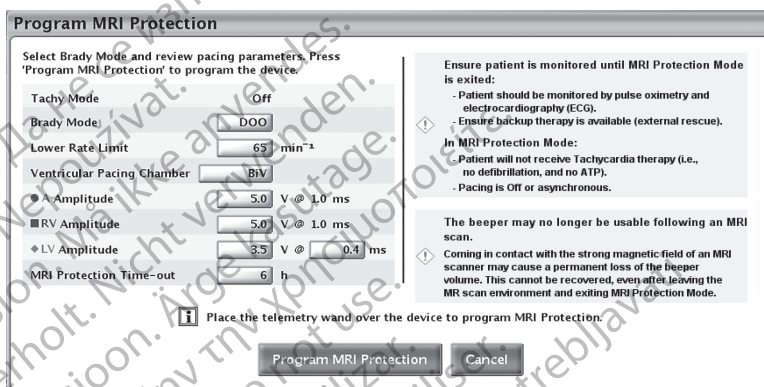 Program MRI Protection
Select Brady Mode and review pacing parameters. Press
'Program MRI Protection' to program the device.
Tachy Mode Off
Brady Mode DOO
Lower Rate Limit 65 min⁻¹
Ventricular Pacing Chamber BiV
A Amplitude 5.0 V @ 1.0 ms
RV Amplitude 5.0 V @ 1.0 ms
LV Amplitude 3.5 V @ 0.4 ms
MRI Protection Time-out 6 h
Ensure patient is monitored until MRI Protection Mode
is exited:
- Patient should be monitored by pulse oximetry and
electrocardiography (ECG).
- Ensure backup therapy is available (external rescue).
In MRI Protection Mode:
- Patient will not receive Tachycardia therapy (i.e.,
no defibrillation, and no ATP).
- Pacing is Off or asynchronous.
The beeper may no longer be usable following an MRI
scan.
Coming in contact with the strong magnetic field of an MRI
scanner may cause a permanent loss of the beeper
volume. This cannot be recovered, even after leaving the
MR scan environment and exiting MRI Protection Mode.
i Place the telemetry wand over the device to program MRI Protection.
Program MRI Protection Cancel
Nepoužívat.
Má ikke anvendes.
Nicht verwenden.
Ärge kasutage.